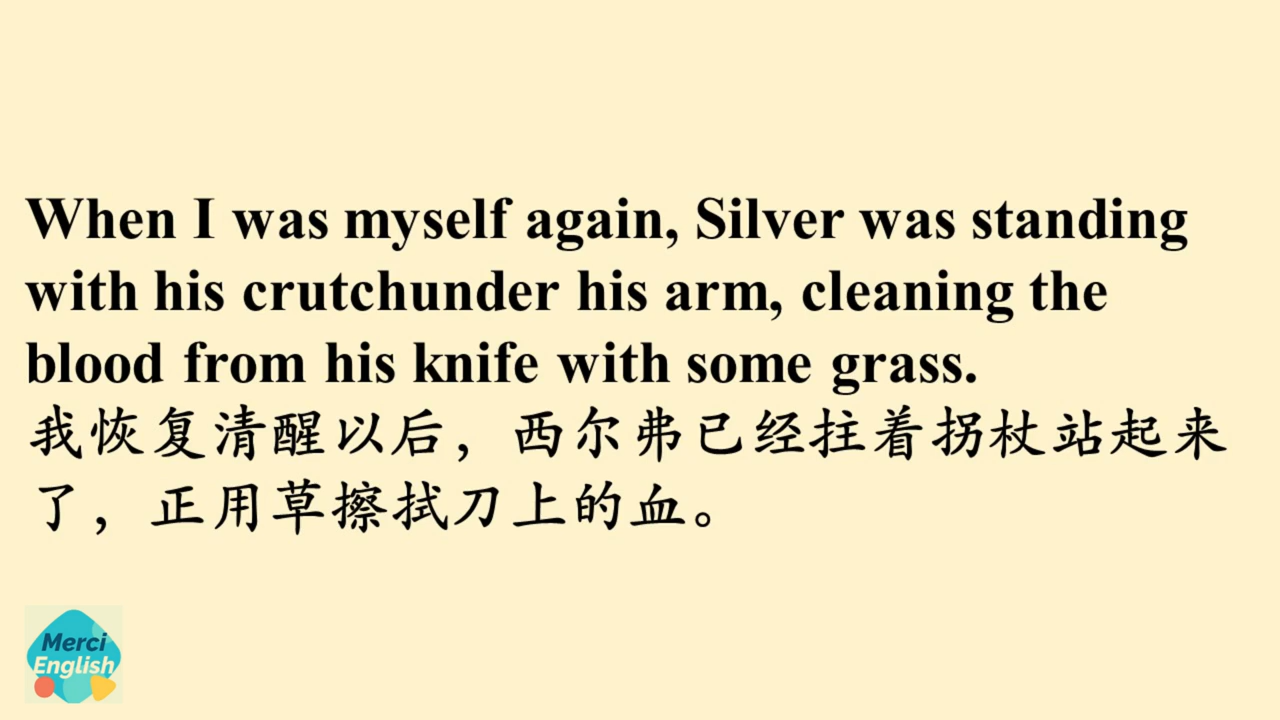 When I was myself again, Silver was standing
with his crutchunder his arm, cleaning the
blood from his knife with some grass.
我恢复清醒以后，西尔弗已经拄着拐杖站起来
了，正用草擦拭刀上的血。
Merci
English